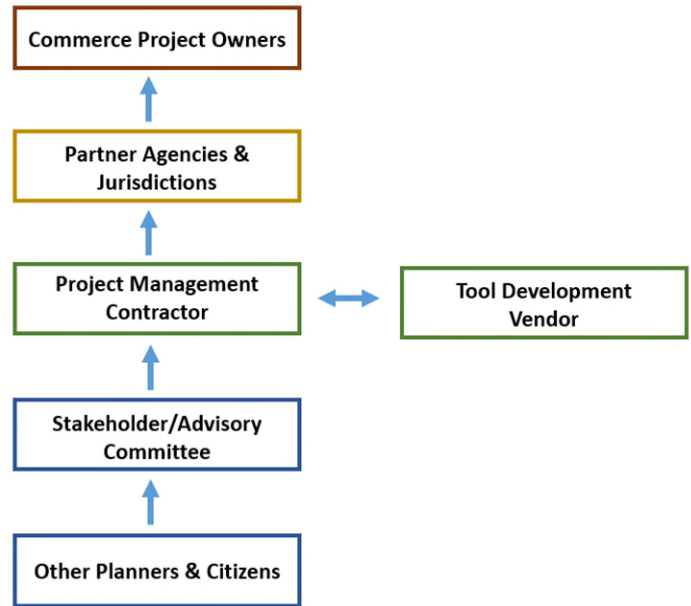 Commerce Project Owners
Partner Agencies &
Jurisdictions
Project Management
Contractor
Tool Development
Vendor
Stakeholder/Advisory
Committee
Other Planners & Citizens